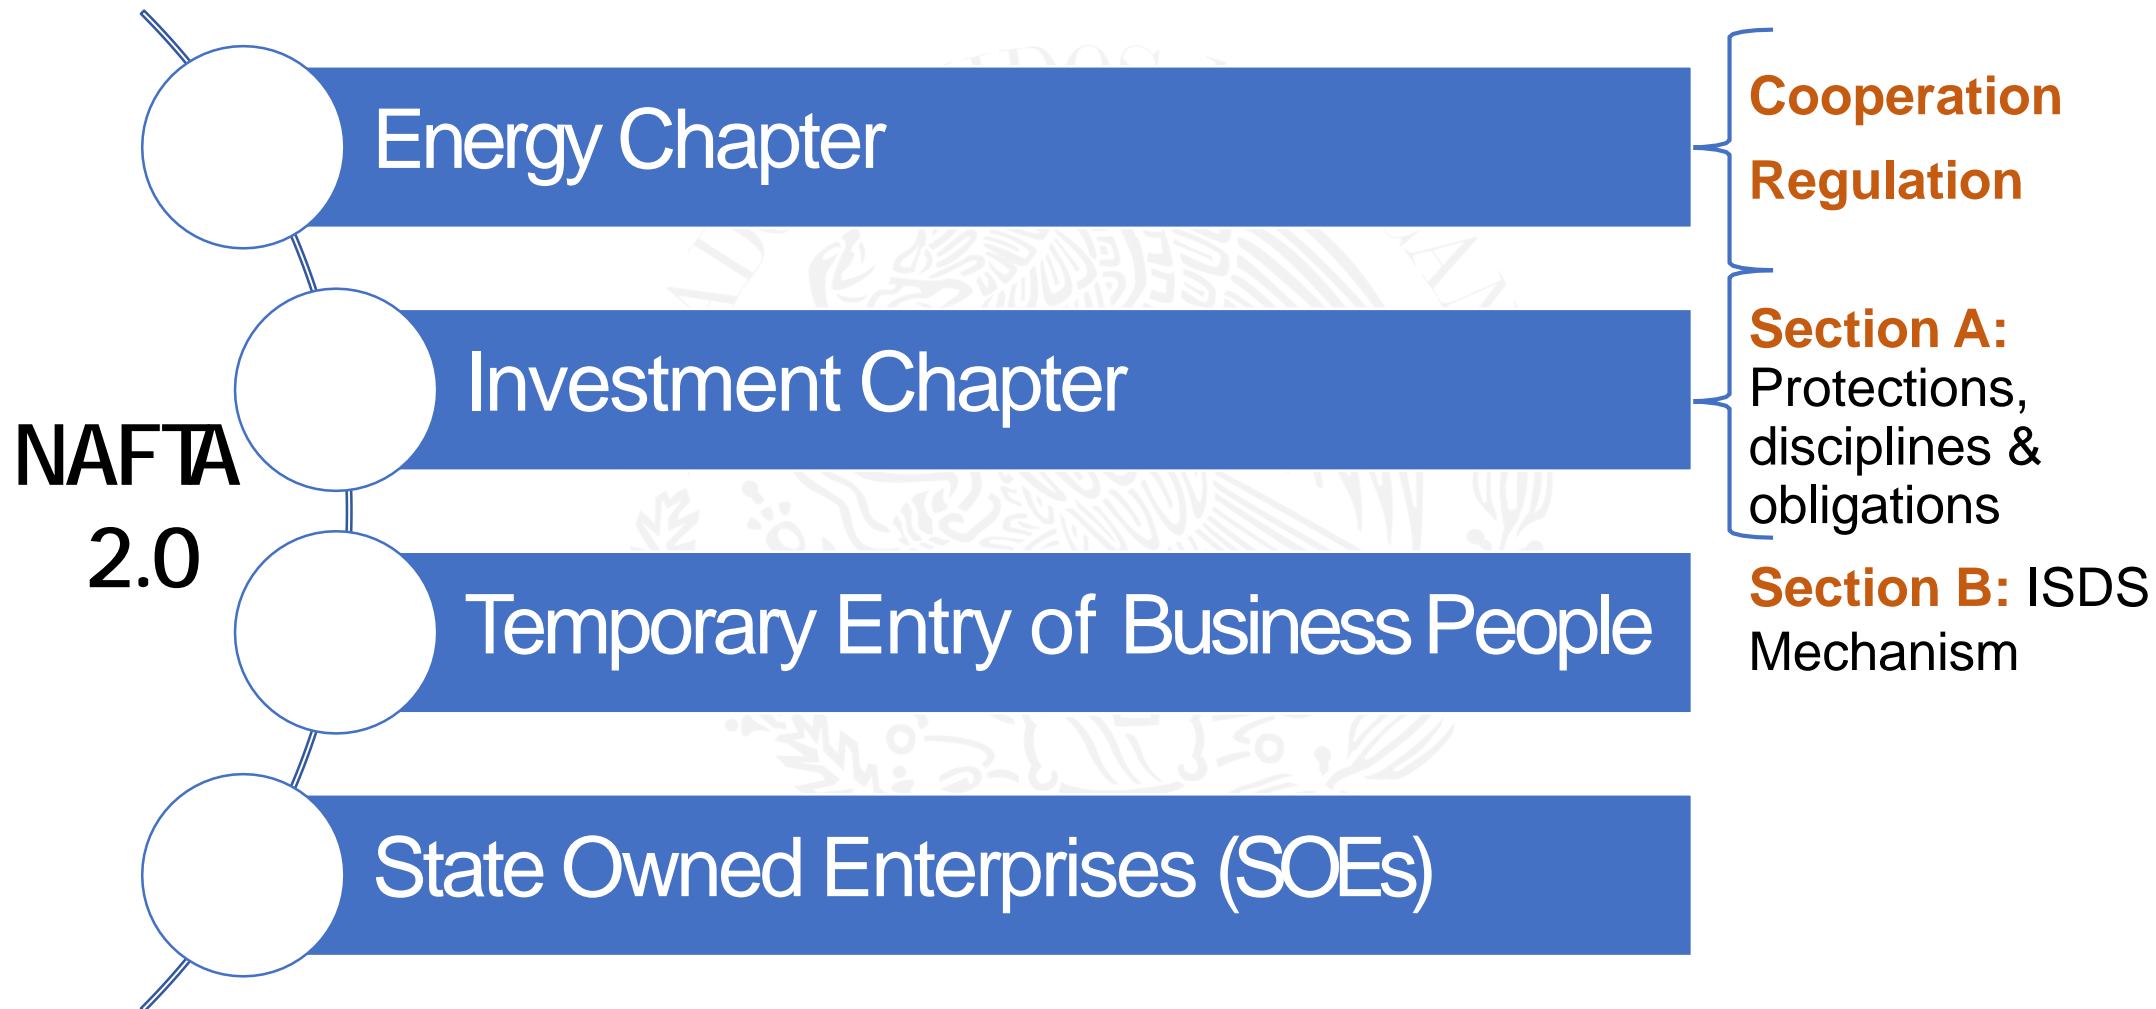 NAFTA
2.0
Energy Chapter
Investment Chapter
Temporary Entry of Business People
State Owned Enterprises (SOEs)
Cooperation
Regulation
Section A:
Protections,
disciplines &
obligations
Section B: ISDS
Mechanism